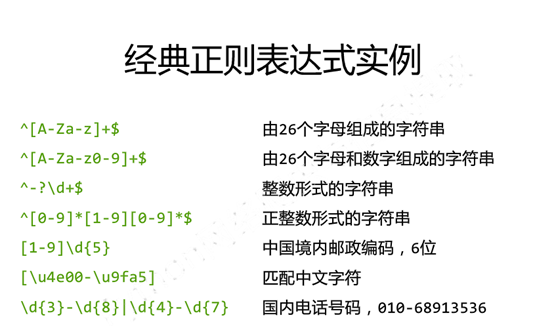 经典正则表达式实例
^[A-Za-z]+$ 由26个字母组成的字符串
^[A-Za-z0-9]+$ 由26个字母和数字组成的字符串
^-?\d+$ 整数形式的字符串
^[0-9]*[1-9][0-9]*$ 正整数形式的字符串
[1-9]\d{5} 中国境内邮政编码，6位
[\u4e00-\u9fa5] 匹配中文字符
\d{3}-\d{8}|\d{4}-\d{7} 国内电话号码，010-68913536